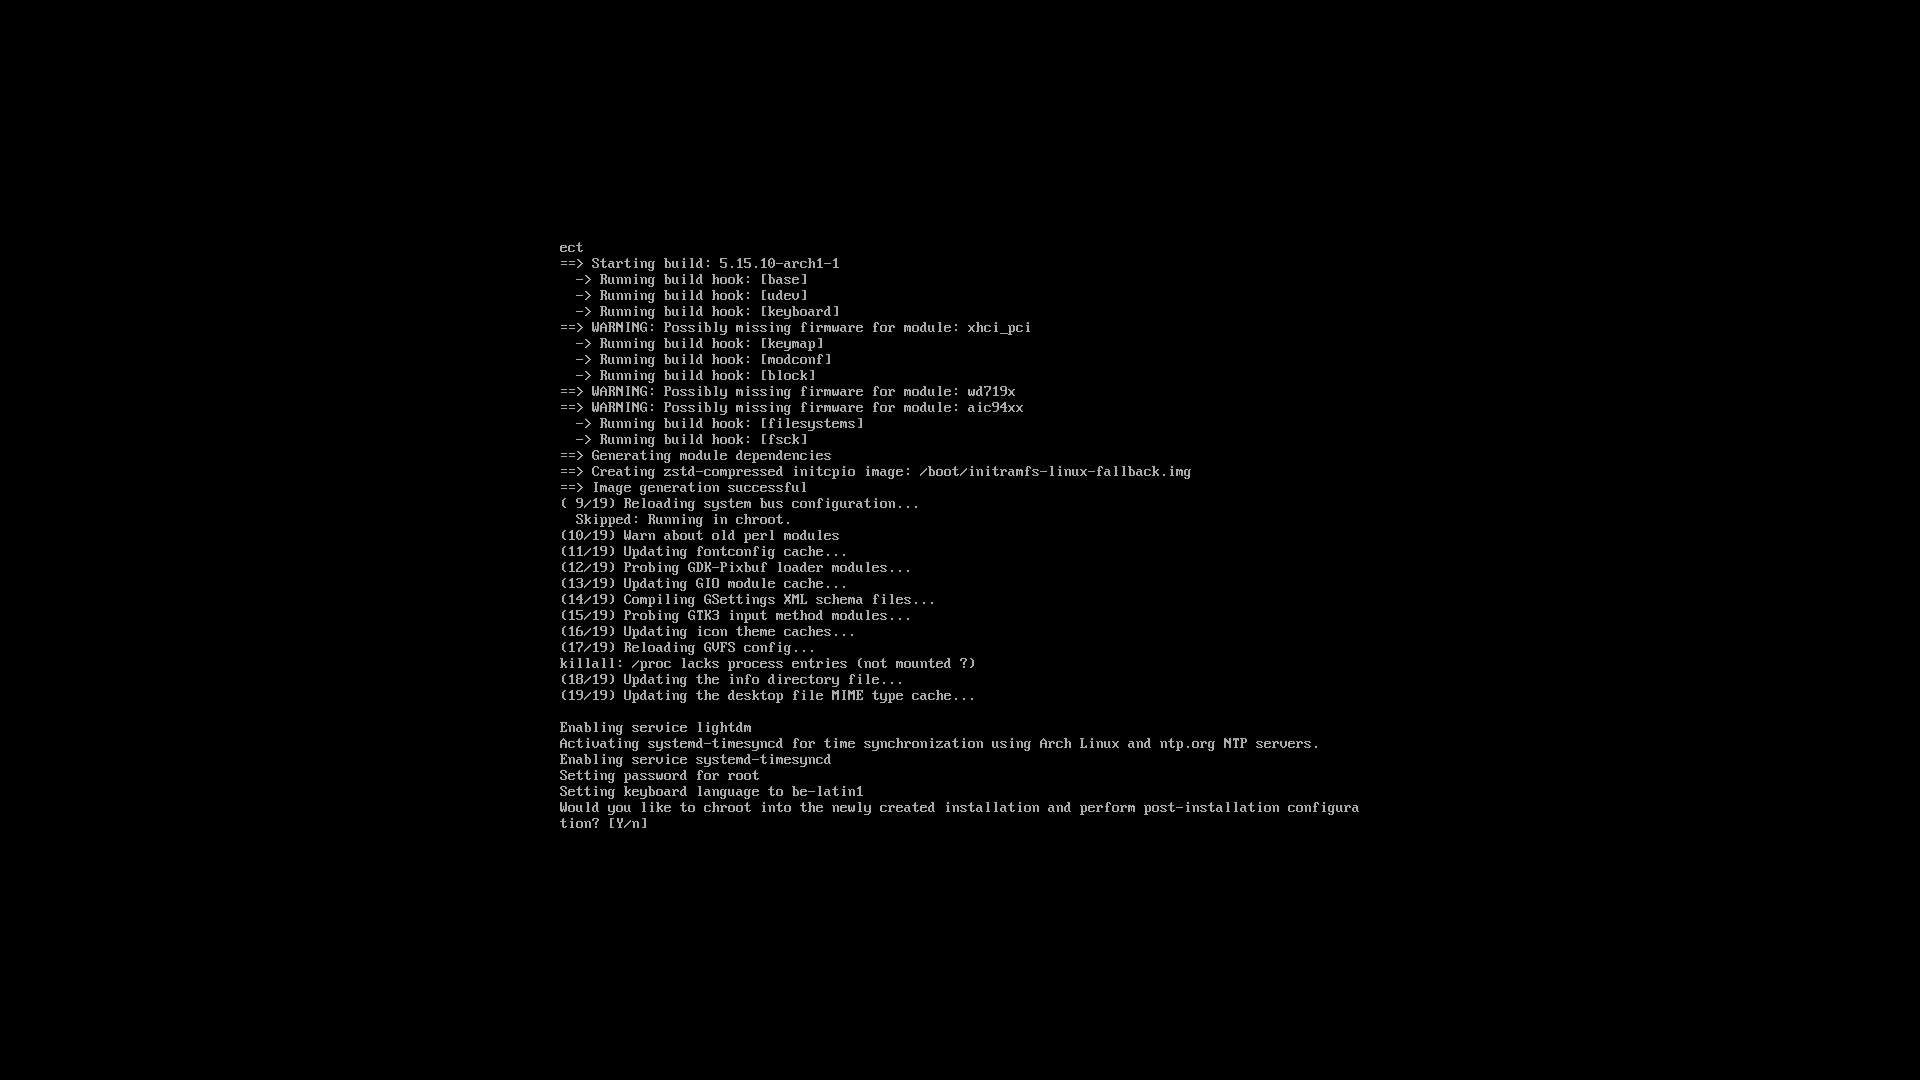 ect
==> Starting build: 5.15.10-arch1-1
  -> Running build hook: [base]
  -> Running build hook: [udev]
  -> Running build hook: [keyboard]
==> WARNING: Possibly missing firmware for module: xhci_pci
  -> Running build hook: [keymap]
  -> Running build hook: [modconf]
  -> Running build hook: [block]
==> WARNING: Possibly missing firmware for module: wd719x
==> WARNING: Possibly missing firmware for module: aic94xx
  -> Running build hook: [filesystems]
  -> Running build hook: [fsck]
==> Generating module dependencies
==> Creating zstd-compressed initcpio image: /boot/initramfs-linux-fallback.img
==> Image generation successful
( 9/19) Reloading system bus configuration...
  Skipped: Running in chroot.
(10/19) Warn about old perl modules
(11/19) Updating fontconfig cache...
(12/19) Probing GDK-Pixbuf loader modules...
(13/19) Updating GIO module cache...
(14/19) Compiling GSettings XML schema files...
(15/19) Probing GTK3 input method modules...
(16/19) Updating icon theme caches...
(17/19) Reloading GVFS config...
killall: /proc lacks process entries (not mounted ?)
(18/19) Updating the info directory file...
(19/19) Updating the desktop file MIME type cache...

Enabling service lightdm
Activating systemd-timesyncd for time synchronization using Arch Linux and ntp.org NTP servers.
Enabling service systemd-timesyncd
Setting password for root
Setting keyboard language to be-latin1
Would you like to chroot into the newly created installation and perform post-installation configura
tion? [Y/n]